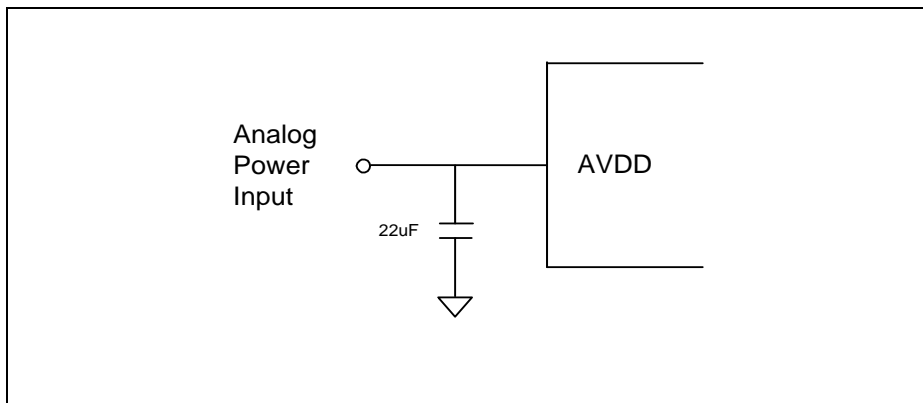 Analog
Power
Input
AVDD
22uF